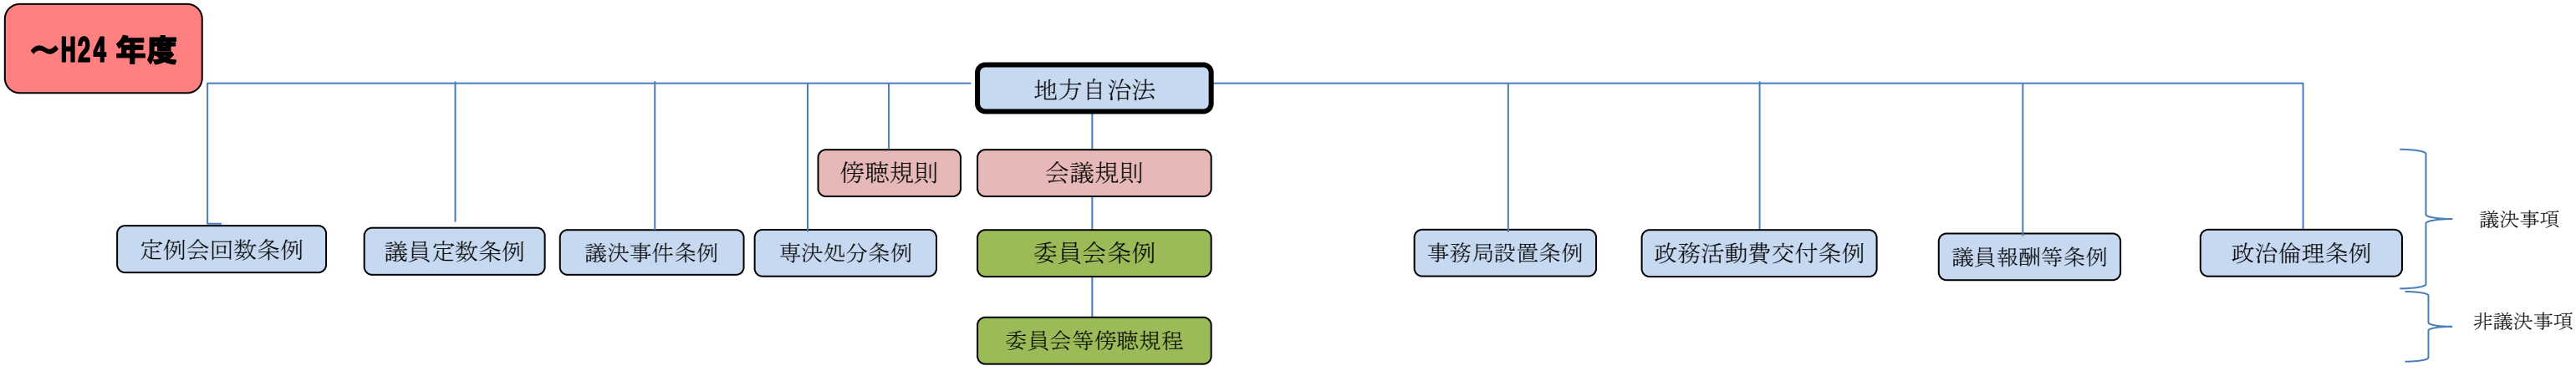 ～H24 年度
地方自治法
傍聴規則
会議規則
定例会回数条例
議員定数条例
議決事件条例
専決処分条例
委員会条例
事務局設置条例
政務活動費交付条例
議員報酬等条例
政治倫理条例
議決事項
委員会等傍聴規程
非議決事項